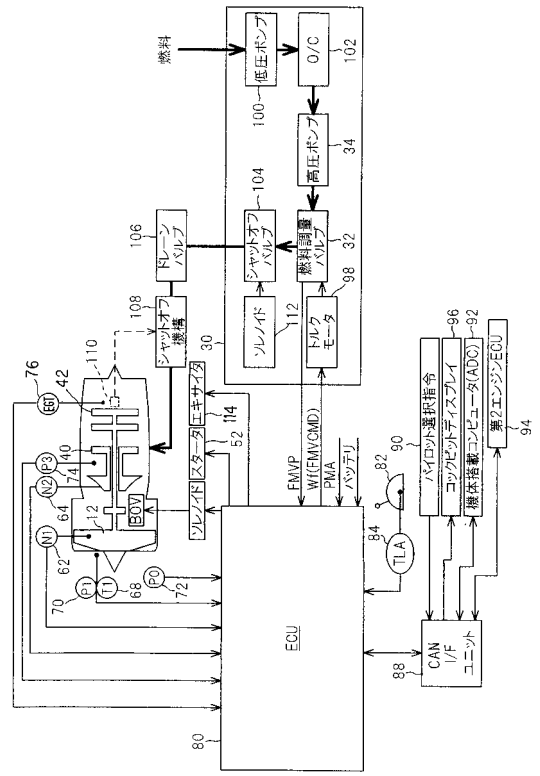 燃料
低圧ポンプ
100
O/C
102
高圧ポンプ
34
燃料調量
バルブ
32
シャットオフ
バルブ
104
ソレノイド
112
トルク
モータ
98
30
ドレーン
バルブ
106
シャットオフ
機構
108
110
76
EGT
42
40
P3
74
N2
64
12
N1
62
P1
70
T1
68
P0
72
BOV
ソレノイド
スタータ
52
エキサイタ
114
FMVP
Wf(FMVCMD)
PMA
バッテリ
ECU
80
TLA
84
82
CAN
I/F
ユニット
88
パイロット選択指令
90
コックピットディスプレイ
96
機体搭載コンピュータ(ADC)
92
第2エンジンECU
94